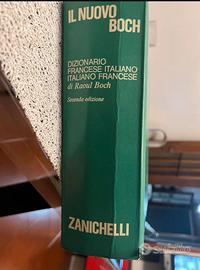 IL NUOVO
BOCH
DIZIONARIO
FRANCESE ITALIANO
ITALIANO FRANCESE
di Raoul Boch
Seconda edizione
ZANICHELLI